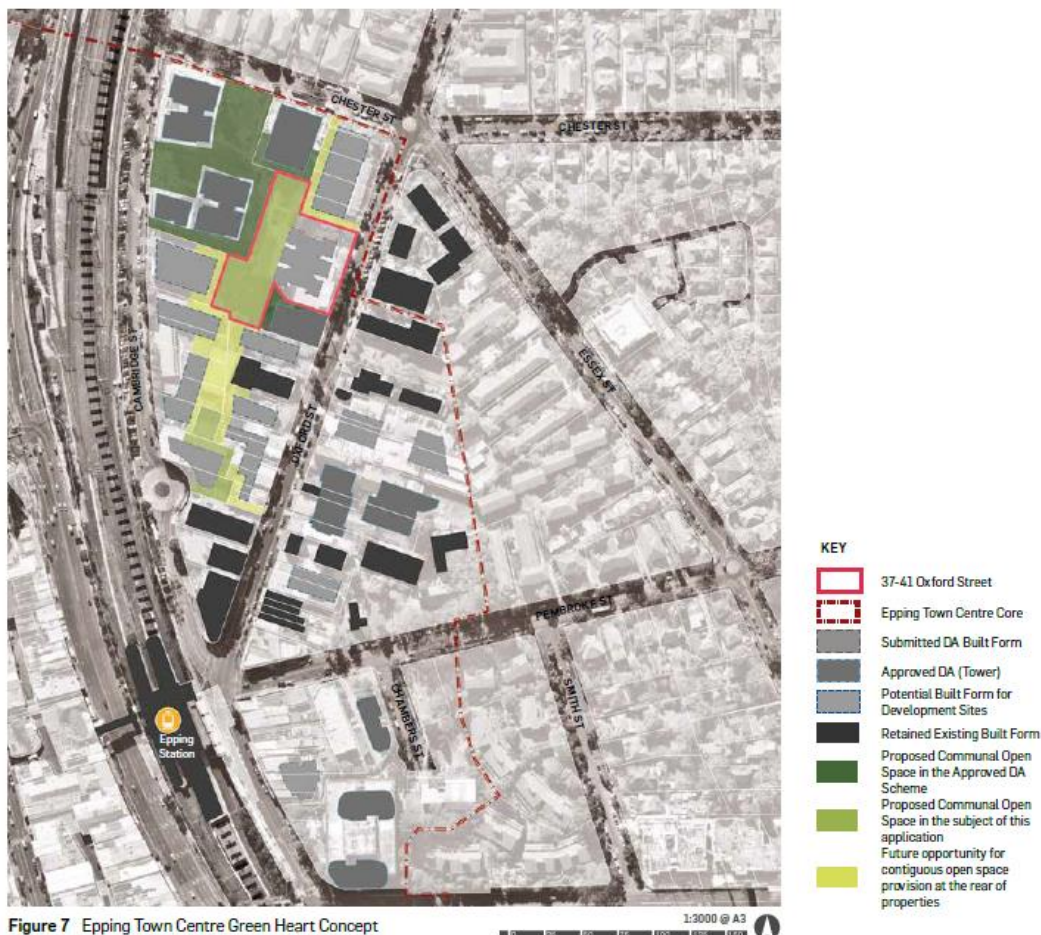 CHESTER ST
CHESTER ST
CAMBRIDGE ST
ESSEX ST
OXFORD ST
PEMBROKE ST
CHAMBERS ST
SMITH ST
Epping
Station
KEY
37-41 Oxford Street
Epping Town Centre Core
Submitted DA Built Form
Approved DA (Tower)
Potential Built Form for
Development Sites
Retained Existing Built Form
Proposed Communal Open
Space in the Approved DA
Scheme
Proposed Communal Open
Space in the subject of this
application
Future opportunity for
contiguous open space
provision at the rear of
properties
Figure 7 Epping Town Centre Green Heart Concept
1:3000 @ A3